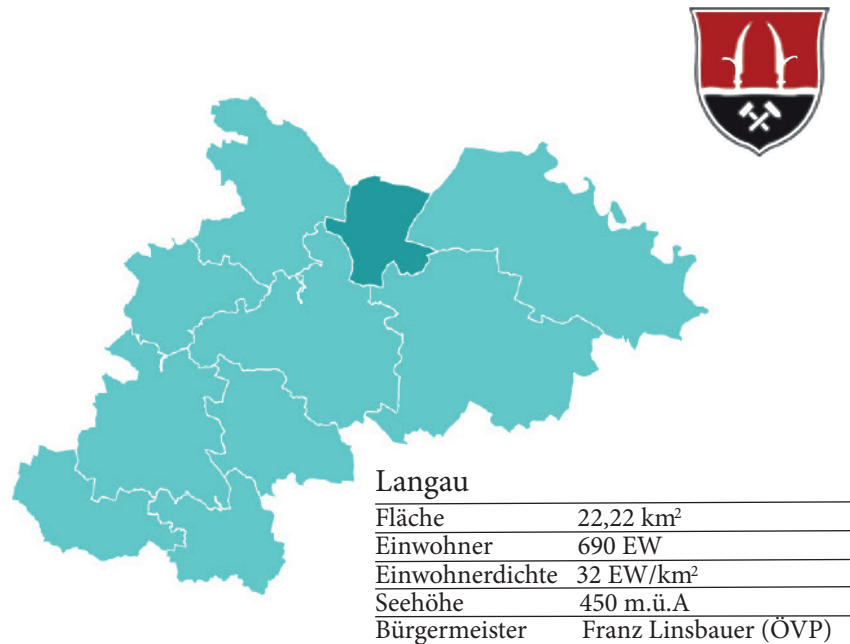 Langau
Fläche 22,22 km²
Einwohner 690 EW
Einwohnerdichte 32 EW/km²
Seehöhe 450 m.ü.A
Bürgermeister Franz Linsbauer (ÖVP)